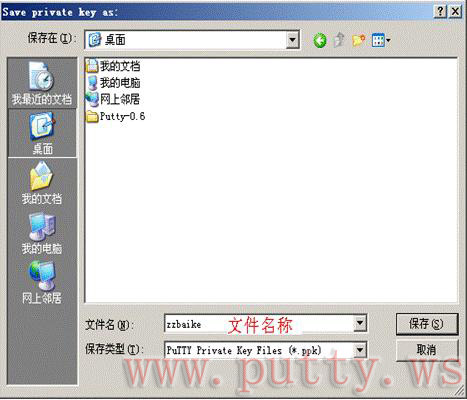 Save private key as:
保存在(I):
桌面
我最近的文档
桌面
我的文档
我的电脑
网上邻居
我的文档
我的电脑
网上邻居
Putty-0.6
文件名(N):
zzbaike
文件名称
保存(S)
保存类型(T):
PuTTY Private Key Files (*.ppk)
取消
www.putty.ws